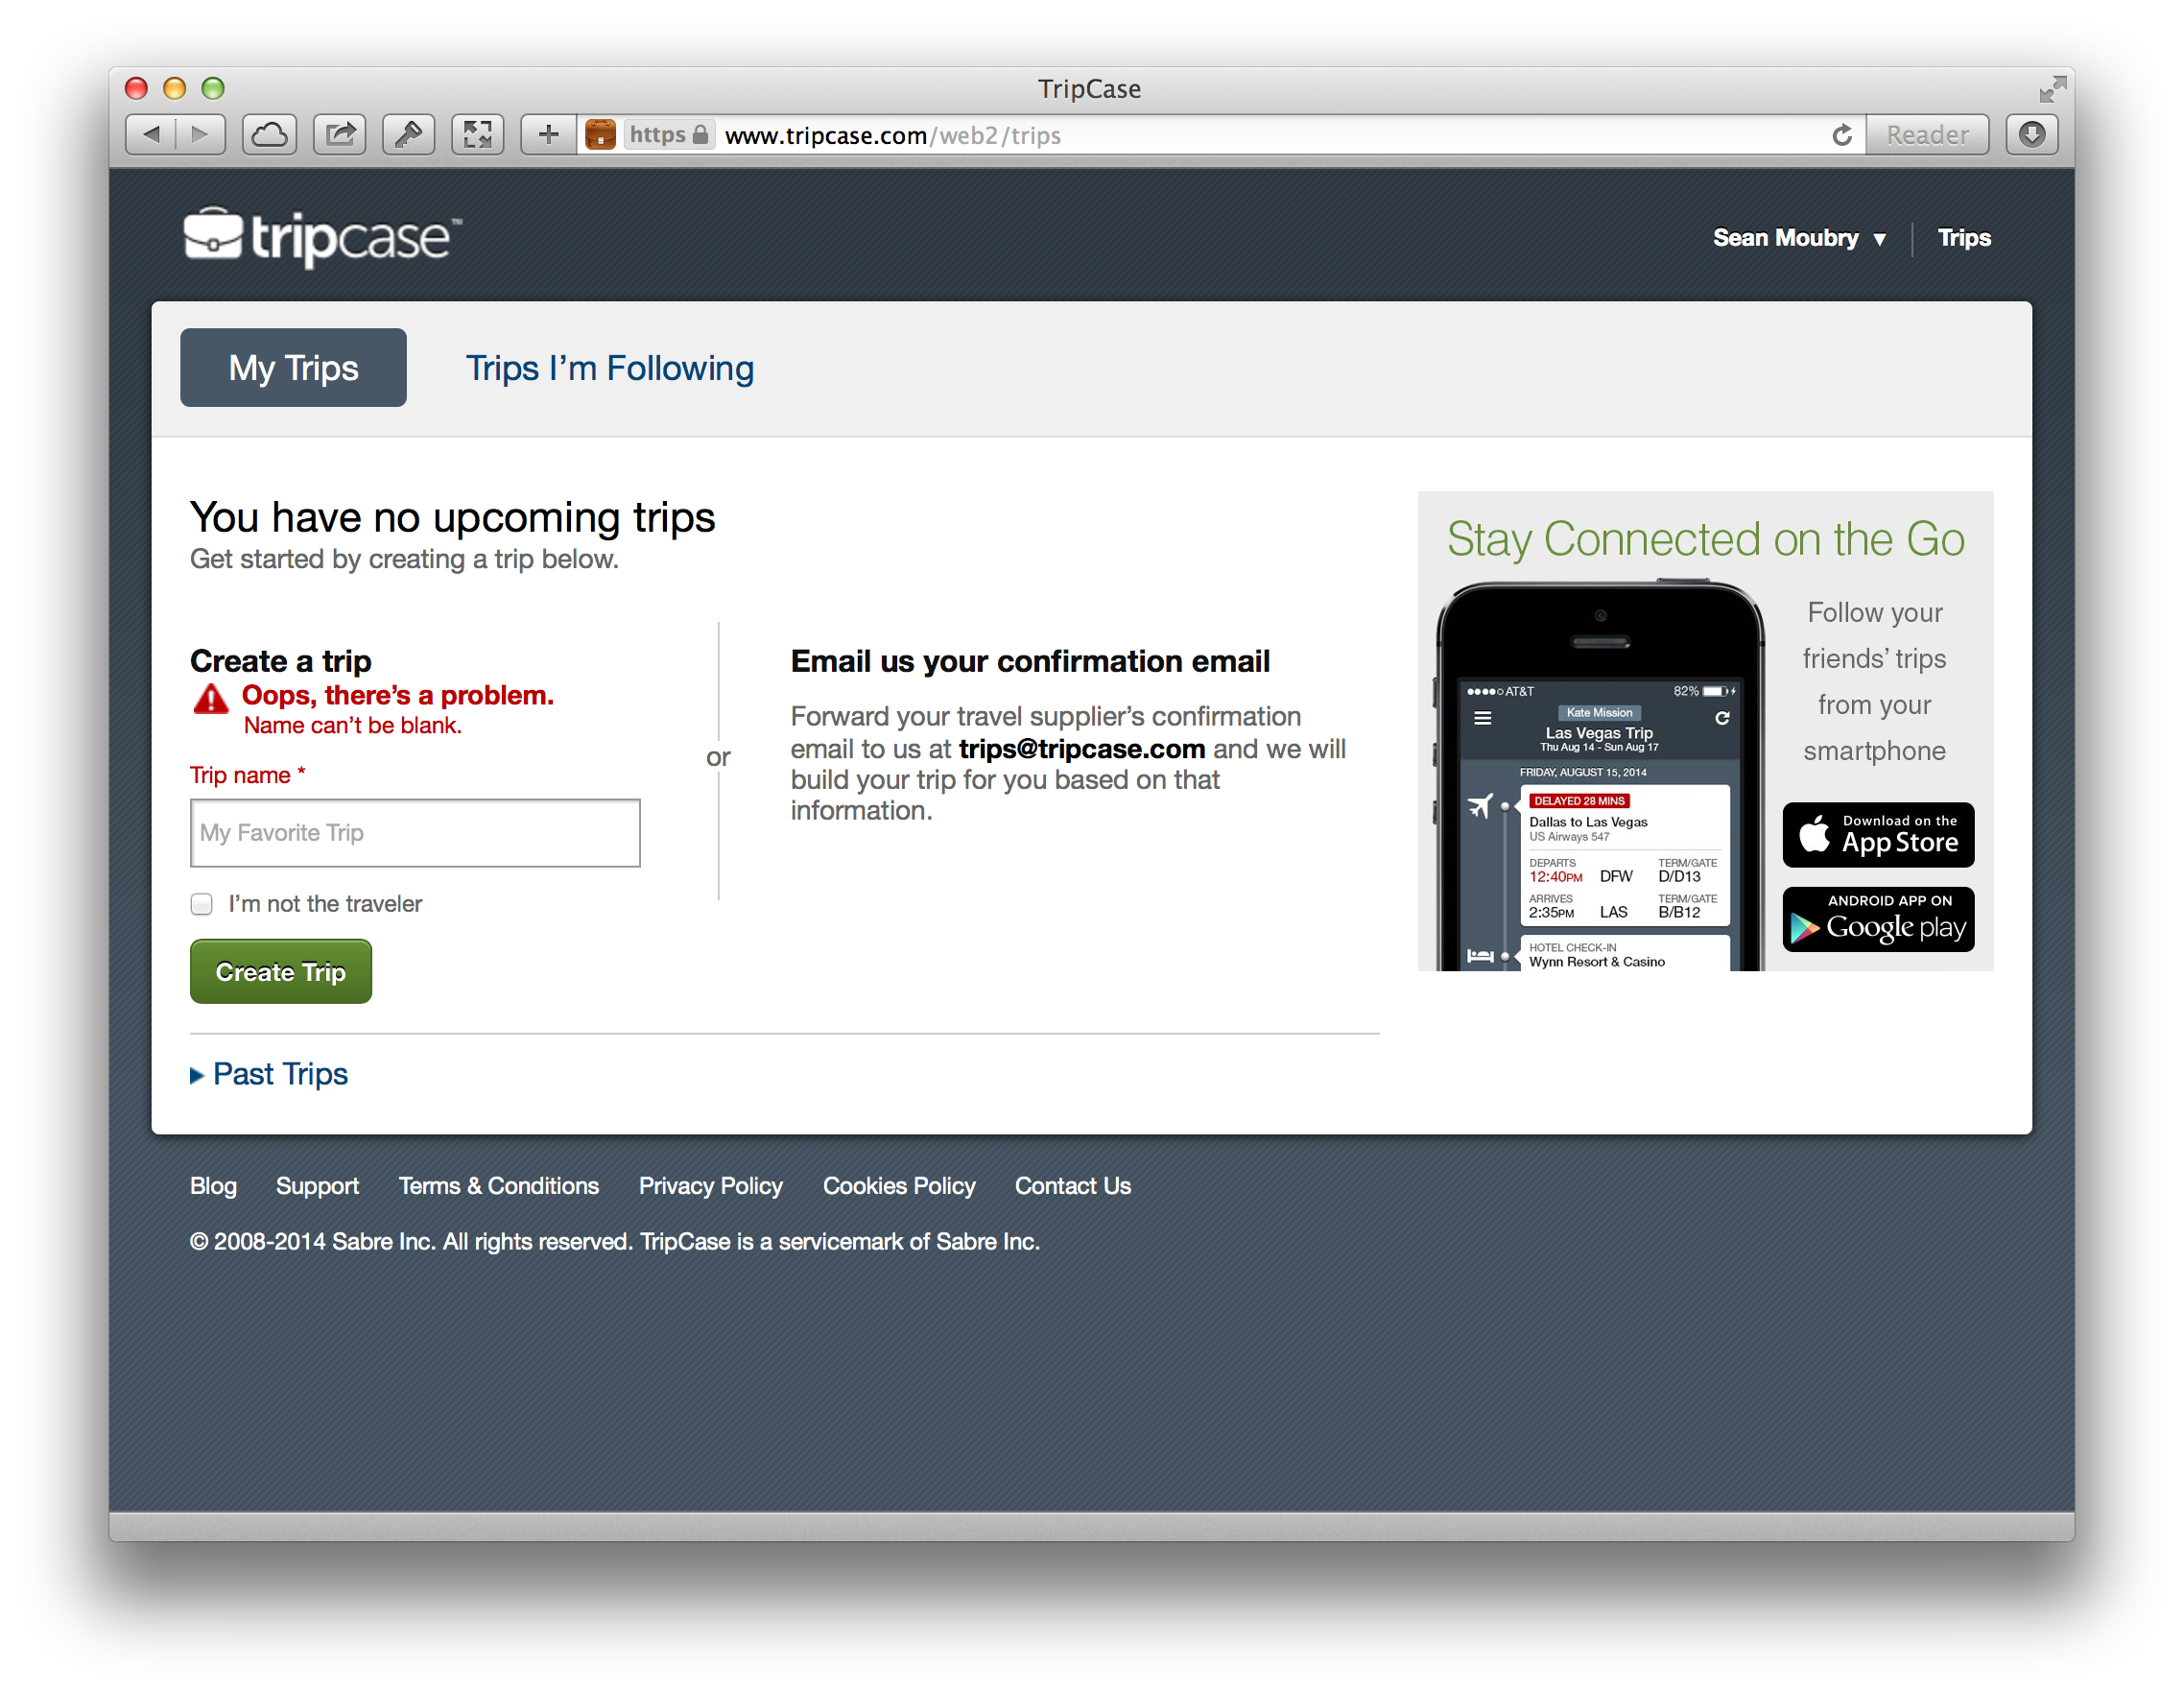 TripCase
https www.tripcase.com/web2/trips
Reader
tripcase™
Sean Moubry ▼
Trips
My Trips
Trips I’m Following
You have no upcoming trips
Get started by creating a trip below.
Create a trip
Oops, there’s a problem.
Name can’t be blank.
Trip name *
My Favorite Trip
I’m not the traveler
Create Trip
or
Email us your confirmation email
Forward your travel supplier’s confirmation
email to us at trips@tripcase.com and we will
build your trip for you based on that
information.
Stay Connected on the Go
AT&T 82%
Kate Mission
Las Vegas Trip
Thu Aug 14 - Sun Aug 17
FRIDAY, AUGUST 15, 2014
DELAYED 28 MINS
Dallas to Las Vegas
US Airways 547
DEPARTS TERM/GATE
12:40PM DFW D/D13
ARRIVES TERM/GATE
2:35PM LAS B/B12
HOTEL CHECK-IN
Wynn Resort & Casino
Follow your
friends’ trips
from your
smartphone
Download on the
App Store
ANDROID APP ON
Google play
Past Trips
Blog Support Terms & Conditions Privacy Policy Cookies Policy Contact Us
© 2008-2014 Sabre Inc. All rights reserved. TripCase is a servicemark of Sabre Inc.